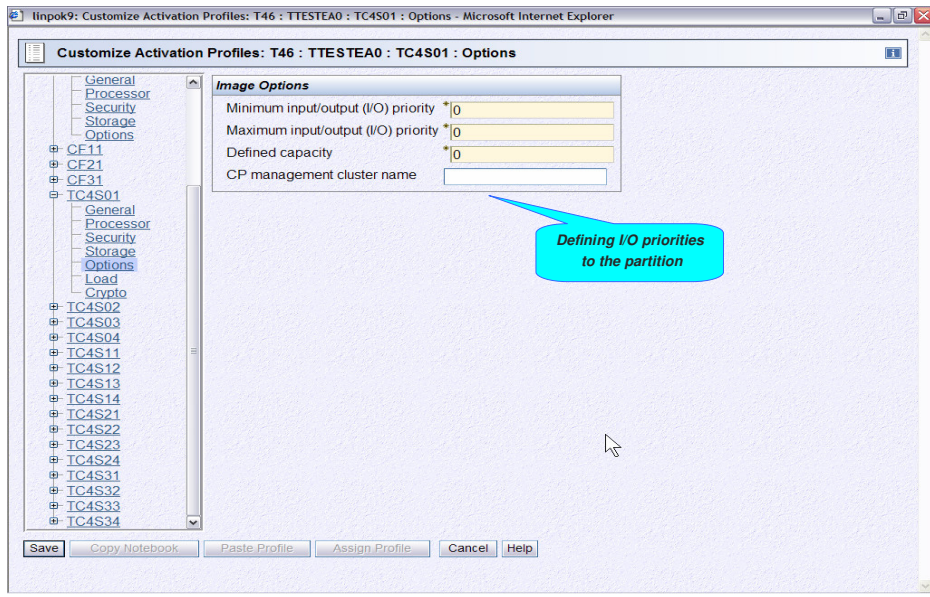 linpok9: Customize Activation Profiles: T46 : TTESTEA0 : TC4S01 : Options - Microsoft Internet Explorer
Customize Activation Profiles: T46 : TTESTEA0 : TC4S01 : Options
General
Processor
Security
Storage
Options
CF11
CF21
CF31
TC4S01
General
Processor
Security
Storage
Options
Load
Crypto
TC4S02
TC4S03
TC4S04
TC4S11
TC4S12
TC4S13
TC4S14
TC4S21
TC4S22
TC4S23
TC4S24
TC4S31
TC4S32
TC4S33
TC4S34
Image Options
Minimum input/output (I/O) priority *0
Maximum input/output (I/O) priority *0
Defined capacity *0
CP management cluster name
Defining I/O priorities
to the partition
Save Copy Notebook Paste Profile Assign Profile Cancel Help